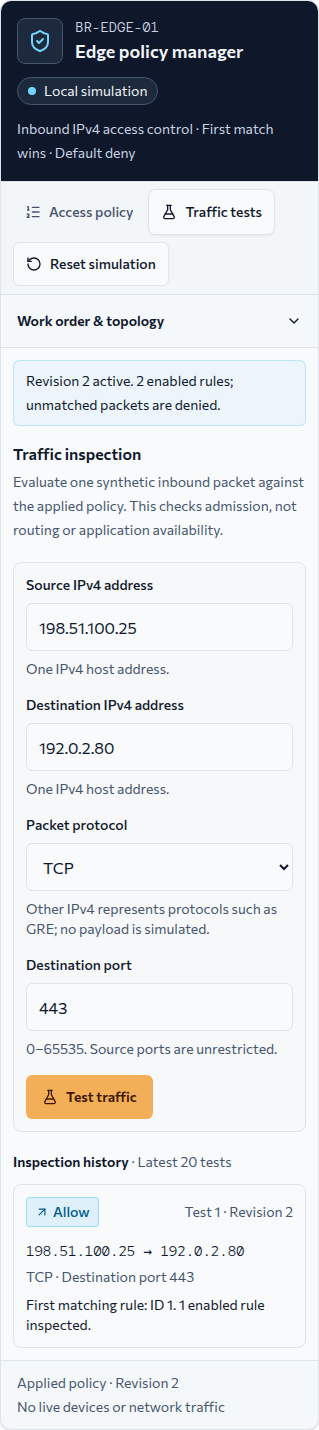 BR-EDGE-01
Edge policy manager
Local simulation
Inbound IPv4 access control · First match
wins · Default deny
Access policy
Traffic tests
Reset simulation
Work order & topology
Revision 2 active. 2 enabled rules;
unmatched packets are denied.
Traffic inspection
Evaluate one synthetic inbound packet against
the applied policy. This checks admission, not
routing or application availability.
Source IPv4 address
198.51.100.25
One IPv4 host address.
Destination IPv4 address
192.0.2.80
One IPv4 host address.
Packet protocol
TCP
Other IPv4 represents protocols such as
GRE; no payload is simulated.
Destination port
443
0–65535. Source ports are unrestricted.
Test traffic
Inspection history · Latest 20 tests
Allow
Test 1 · Revision 2
198.51.100.25 → 192.0.2.80
TCP · Destination port 443
First matching rule: ID 1. 1 enabled rule
inspected.
Applied policy · Revision 2
No live devices or network traffic